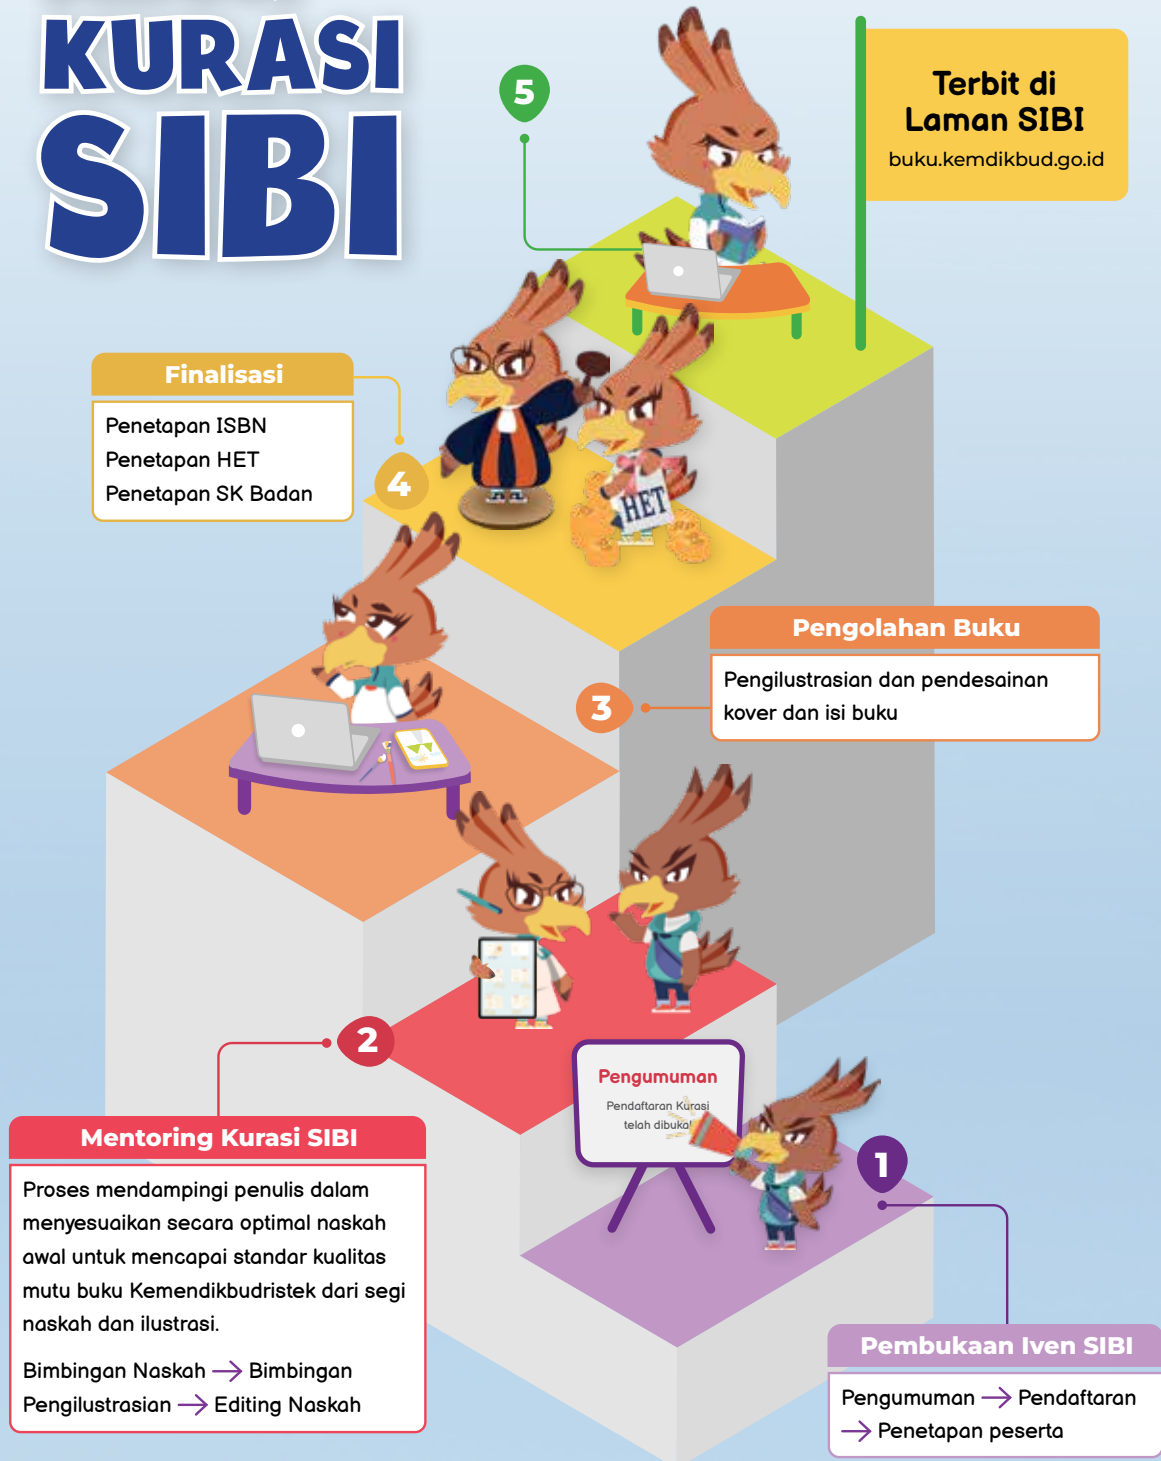 KURASI
SIBI
5
Terbit di
Laman SIBI
buku.kemdikbud.go.id
Finalisasi
Penetapan ISBN
Penetapan HET
Penetapan SK Badan
4
HET
Pengolahan Buku
Pengilustrasian dan pendesainan
kover dan isi buku
3
2
Mentoring Kurasi SIBI
Proses mendampingi penulis dalam
menyesuaikan secara optimal naskah
awal untuk mencapai standar kualitas
mutu buku Kemendikbudristek dari segi
naskah dan ilustrasi.
Bimbingan Naskah → Bimbingan
Pengilustrasian → Editing Naskah
Pengumuman
Pendaftaran Kurasi
telah dibuka
1
Pembukaan Iven SIBI
Pengumuman → Pendaftaran
→ Penetapan peserta